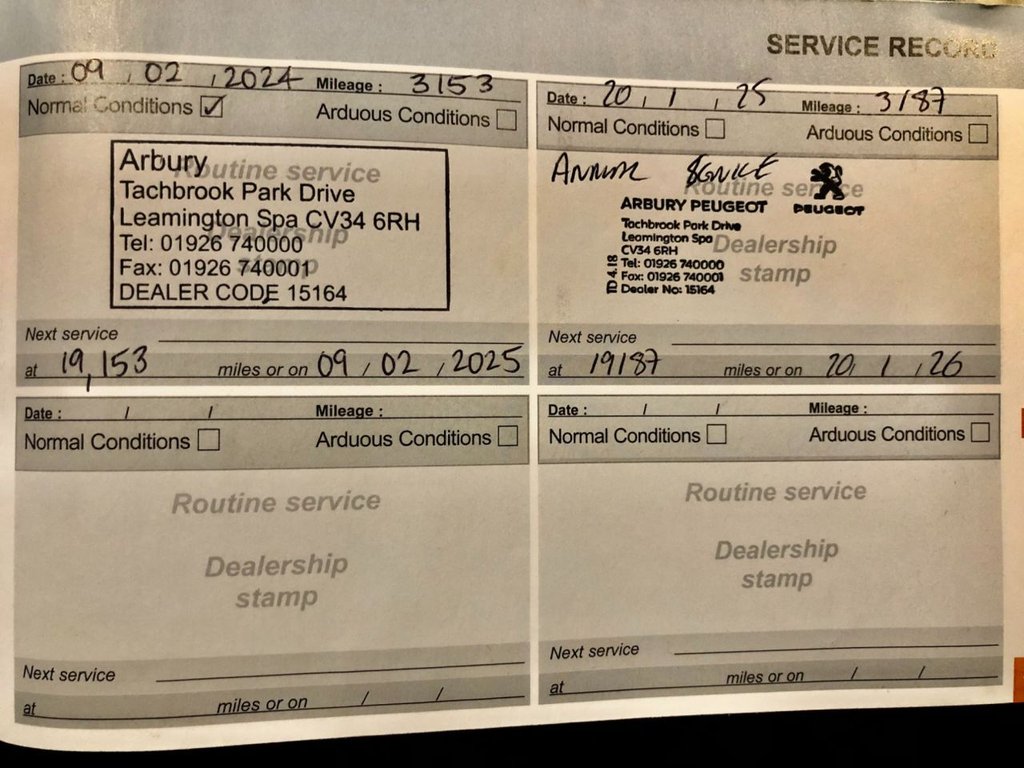 SERVICE RECORD
Date : 09 / 02 / 2024 Mileage : 3153
Normal Conditions ✓ Arduous Conditions
Routine service
Dealership
stamp
Arbury
Tachbrook Park Drive
Leamington Spa CV34 6RH
Tel: 01926 740000
Fax: 01926 740001
DEALER CODE 15164
Next service
at 19,153 miles or on 09 / 02 / 2025
Date : 20 / 1 / 25 Mileage : 3187
Normal Conditions Arduous Conditions
ANNUAL SERVICE
Routine service
Dealership
stamp
PEUGEOT
ARBURY PEUGEOT
Tachbrook Park Drive
Leamington Spa
CV34 6RH
Tel: 01926 740000
Fax: 01926 740001
Dealer No: 15164
TD.4.18
Next service
at 19187 miles or on 20 / 1 / 26
Date : / / Mileage :
Normal Conditions Arduous Conditions
Routine service
Dealership
stamp
Next service
at miles or on / /
Date : / / Mileage :
Normal Conditions Arduous Conditions
Routine service
Dealership
stamp
Next service
at miles or on / /